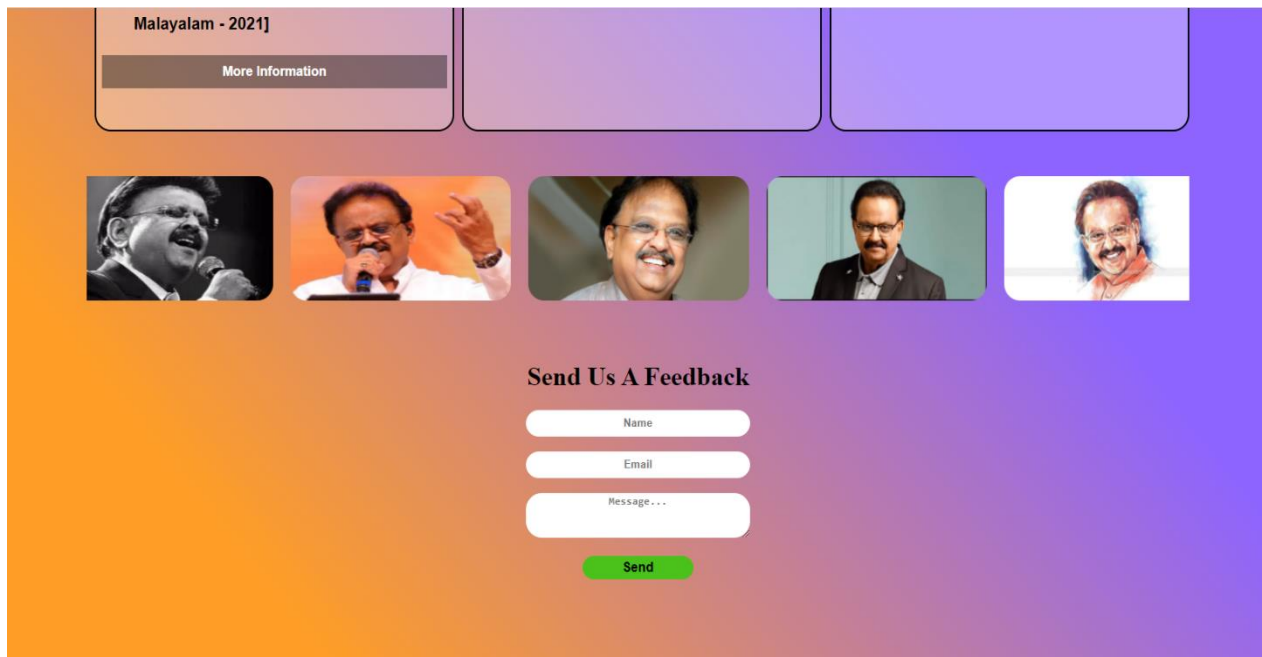 Malayalam - 2021]
More Information
Send Us A Feedback
Name
Email
Message...
Send